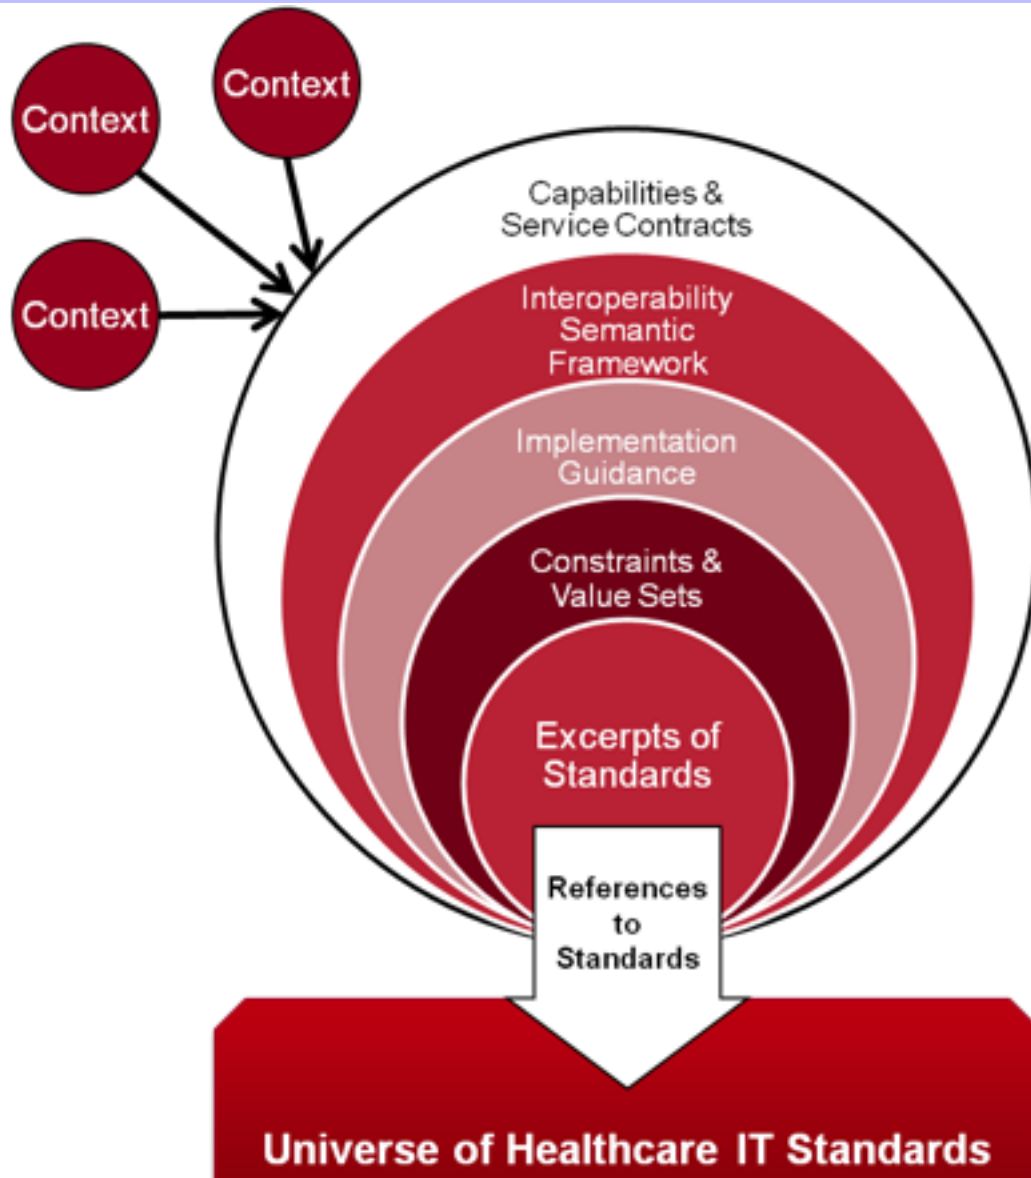 Context
Context
Context
Capabilities &
Service Contracts
Interoperability
Semantic
Framework
Implementation
Guidance
Constraints &
Value Sets
Excerpts of
Standards
References
to
Standards
Universe of Healthcare IT Standards